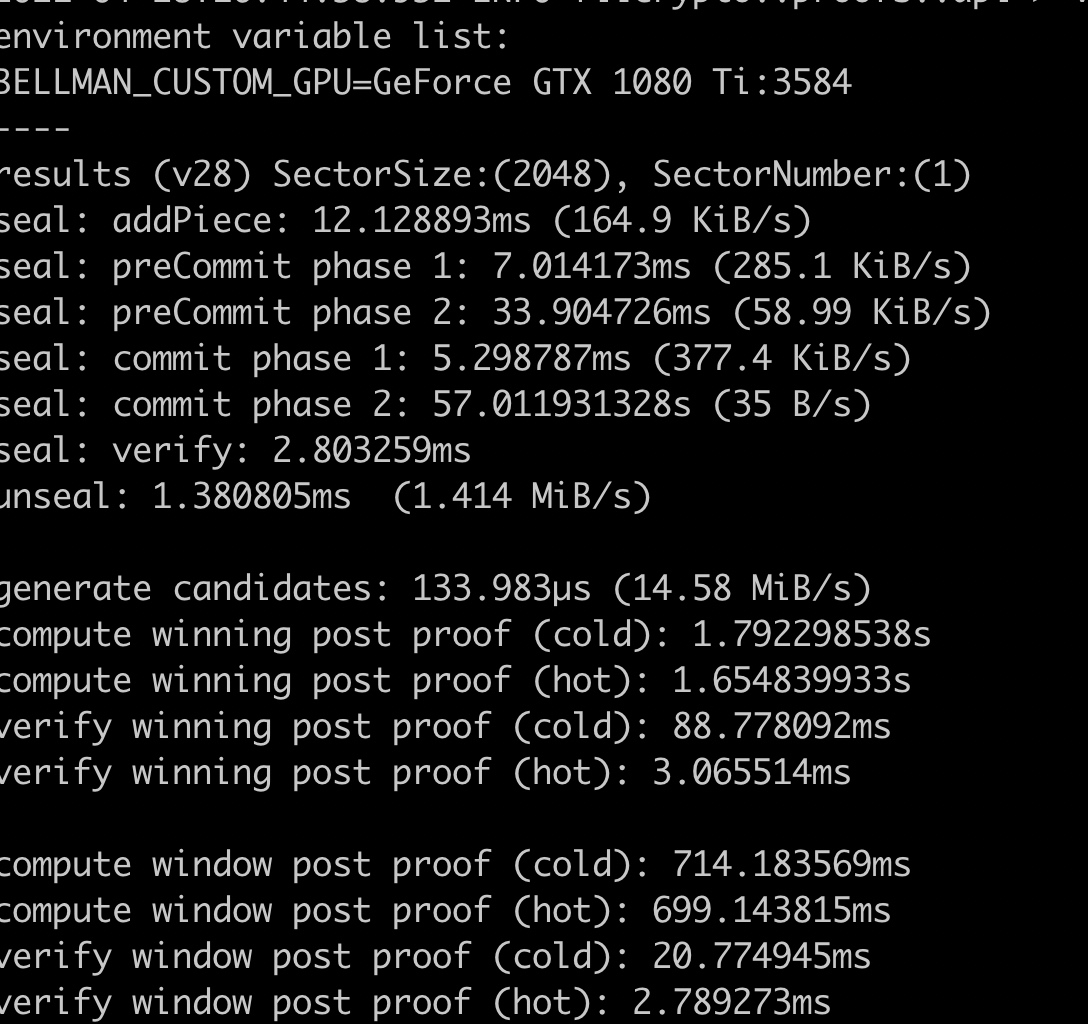 environment variable list:
BELLMAN_CUSTOM_GPU=GeForce GTX 1080 Ti:3584
----
results (v28) SectorSize:(2048), SectorNumber:(1)
seal: addPiece: 12.128893ms (164.9 KiB/s)
seal: preCommit phase 1: 7.014173ms (285.1 KiB/s)
seal: preCommit phase 2: 33.904726ms (58.99 KiB/s)
seal: commit phase 1: 5.298787ms (377.4 KiB/s)
seal: commit phase 2: 57.011931328s (35 B/s)
seal: verify: 2.803259ms
unseal: 1.380805ms  (1.414 MiB/s)
generate candidates: 133.983µs (14.58 MiB/s)
compute winning post proof (cold): 1.792298538s
compute winning post proof (hot): 1.654839933s
verify winning post proof (cold): 88.778092ms
verify winning post proof (hot): 3.065514ms
compute window post proof (cold): 714.183569ms
compute window post proof (hot): 699.143815ms
verify window post proof (cold): 20.774945ms
verify window post proof (hot): 2.789273ms